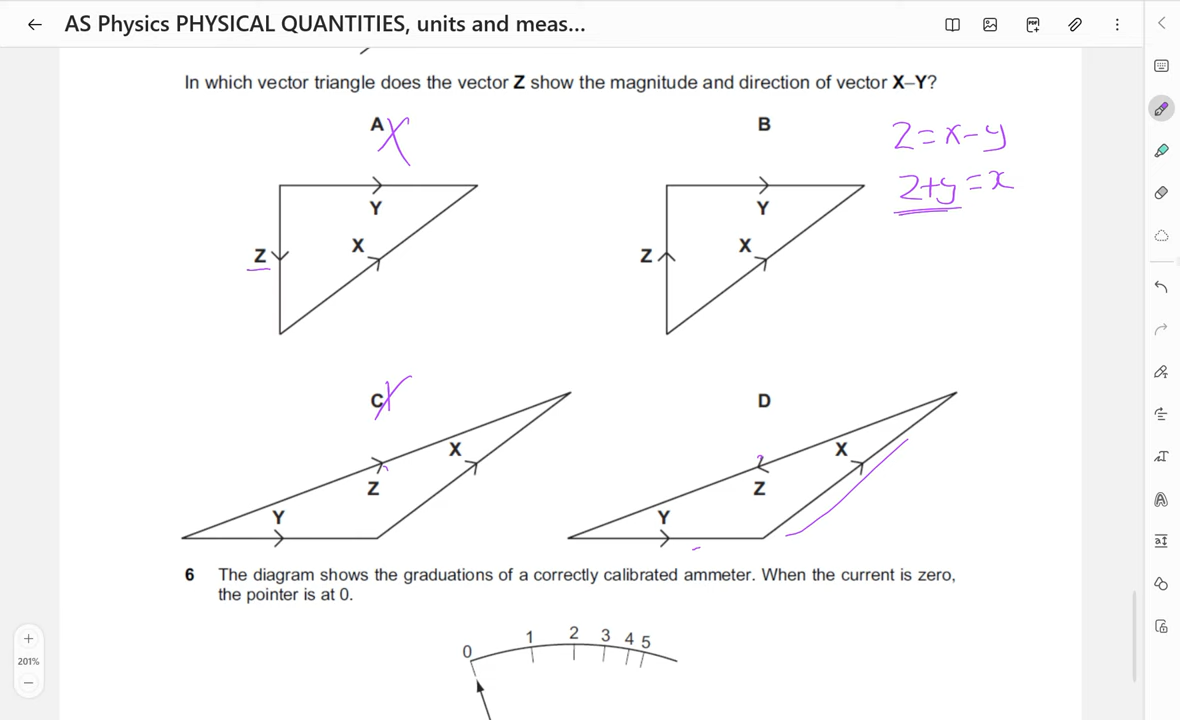 AS Physics PHYSICAL QUANTITIES, units and meas...
In which vector triangle does the vector Z show the magnitude and direction of vector X–Y?
A X
B
Z = x - y
Z + y = x
Y
X
Z
Y
X
Z
C X
D
X
Z
Y
X
Z
Y
6 The diagram shows the graduations of a correctly calibrated ammeter. When the current is zero,
the pointer is at 0.
0 1 2 3 4 5
201%